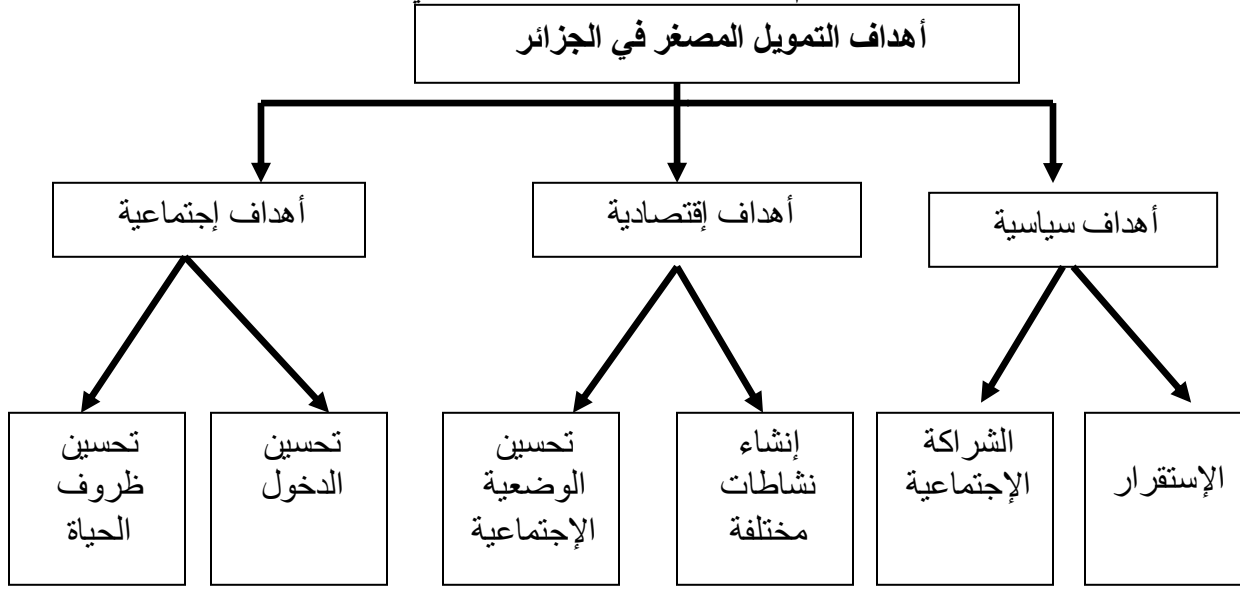 أهداف التمويل المصغر في الجزائر
أهداف سياسية
أهداف إقتصادية
أهداف إجتماعية
الإستقرار
الشراكة
الإجتماعية
إنشاء
نشاطات
مختلفة
تحسين
الوضعية
الإجتماعية
تحسين
الدخول
تحسين
ظروف
الحياة